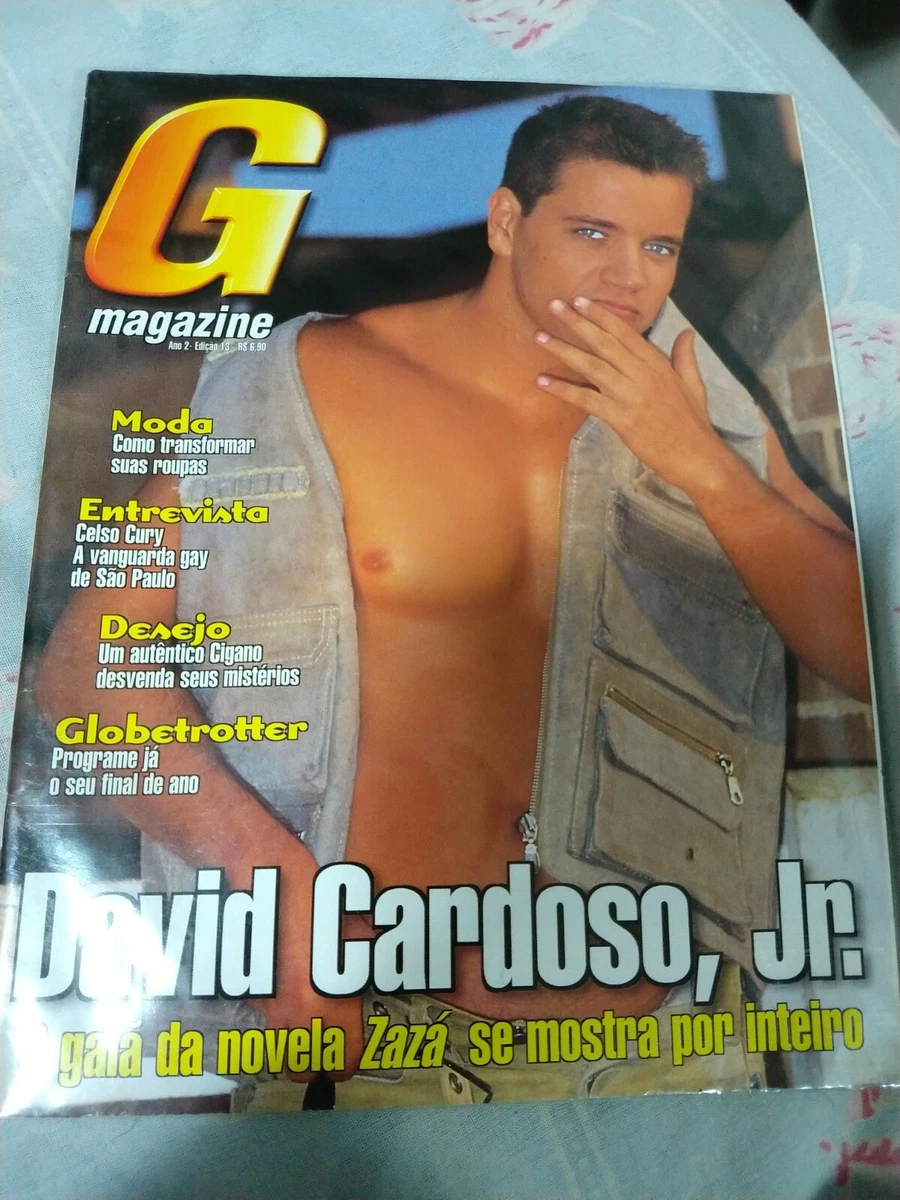 G
magazine
Ano 2 - Edição 13 R$ 6,90
Moda
Como transformar
suas roupas
Entrevista
Celso Cury
A vanguarda gay
de São Paulo
Desejo
Um autêntico Cigano
desvenda seus mistérios
Globetrotter
Programe já
o seu final de ano
David Cardoso, Jr.
galã da novela Zazá se mostra por inteiro